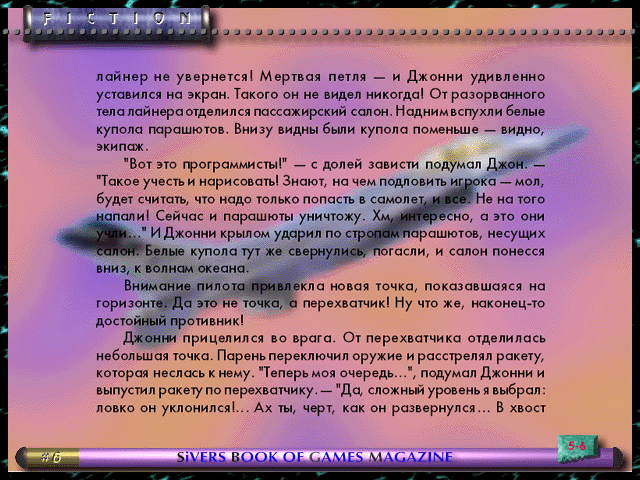 FICTION
лайнер не увернется! Мертвая петля — и Джонни удивленно
уставился на экран. Такого он не видел никогда! От разорванного
тела лайнера отделился пассажирский салон. Над ним вспухли белые
купола парашютов. Внизу видны были купола поменьше — видно,
экипаж.
"Вот это программисты!" — с долей зависти подумал Джон. —
"Такое учесть и нарисовать! Знают, на чем подловить игрока — мол,
будет считать, что надо только попасть в самолет, и все. Не на того
напали! Сейчас и парашюты уничтожу. Хм, интересно, а это они
учли..." И Джонни крылом ударил по стропам парашютов, несущих
салон. Белые купола тут же свернулись, погасли, и салон понесся
вниз, к волнам океана.
Внимание пилота привлекла новая точка, показавшаяся на
горизонте. Да это не точка, а перехватчик! Ну что же, наконец-то
достойный противник!
Джонни прицелился во врага. От перехватчика отделилась
небольшая точка. Парень переключил оружие и расстрелял ракету,
которая неслась к нему. "Теперь моя очередь...", подумал Джонни и
выпустил ракету по перехватчику. — "Да, сложный уровень я выбрал:
ловко он уклонился!... Ах ты, черт, как он развернулся... В хвост
#6 SiVERS BOOK OF GAMES MAGAZINE 5-6